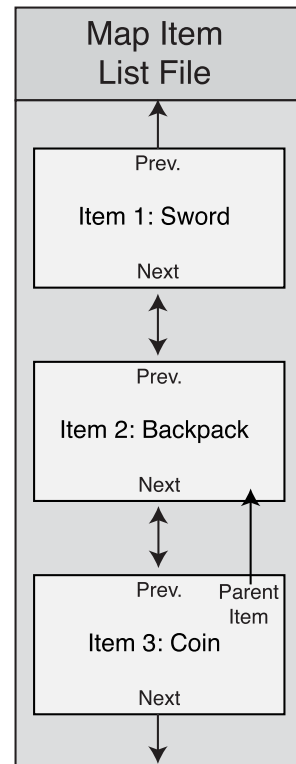 Map Item
List File
Prev.
Item 1: Sword
Next
Prev.
Item 2: Backpack
Next
Prev.
Parent
Item
Item 3: Coin
Next